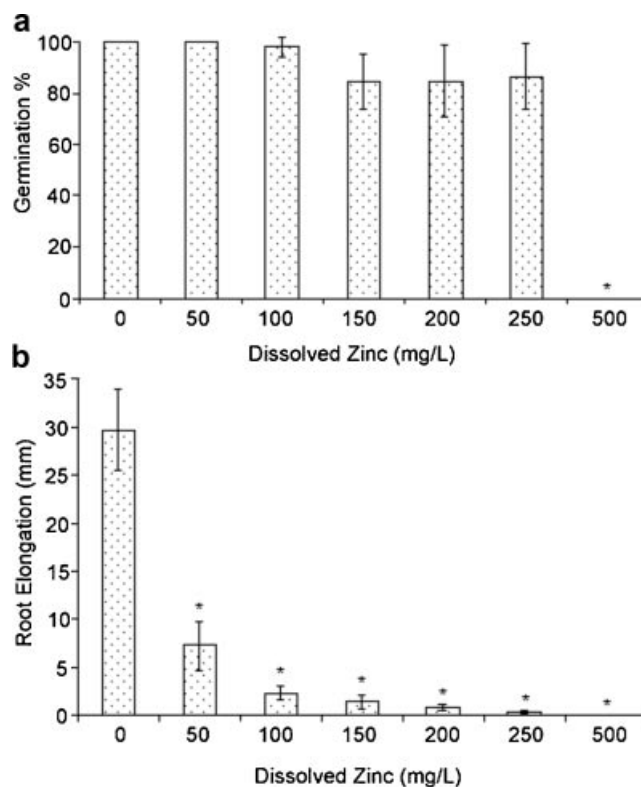 a
Germination %
100
80
60
40
20
0
*
0 50 100 150 200 250 500
Dissolved Zinc (mg/L)
b
Root Elongation (mm)
35
30
25
20
15
10
5
0
* * * * * *
0 50 100 150 200 250 500
Dissolved Zinc (mg/L)